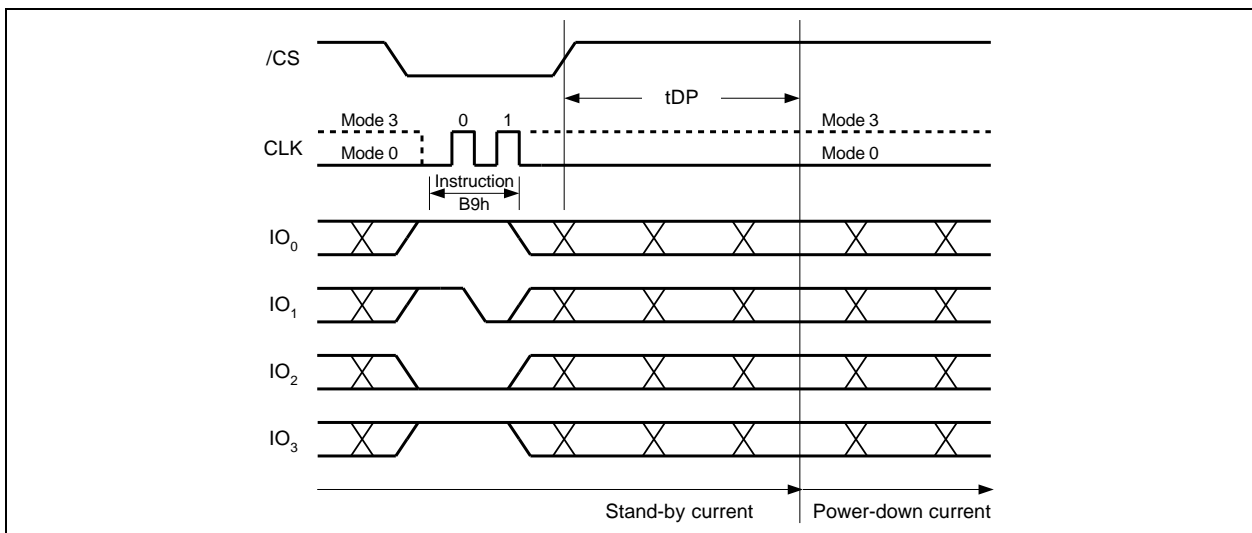 /CS
tDP
Mode 3 0 1 Mode 3
CLK
Mode 0 Mode 0
Instruction
B9h
IO0
IO1
IO2
IO3
Stand-by current Power-down current